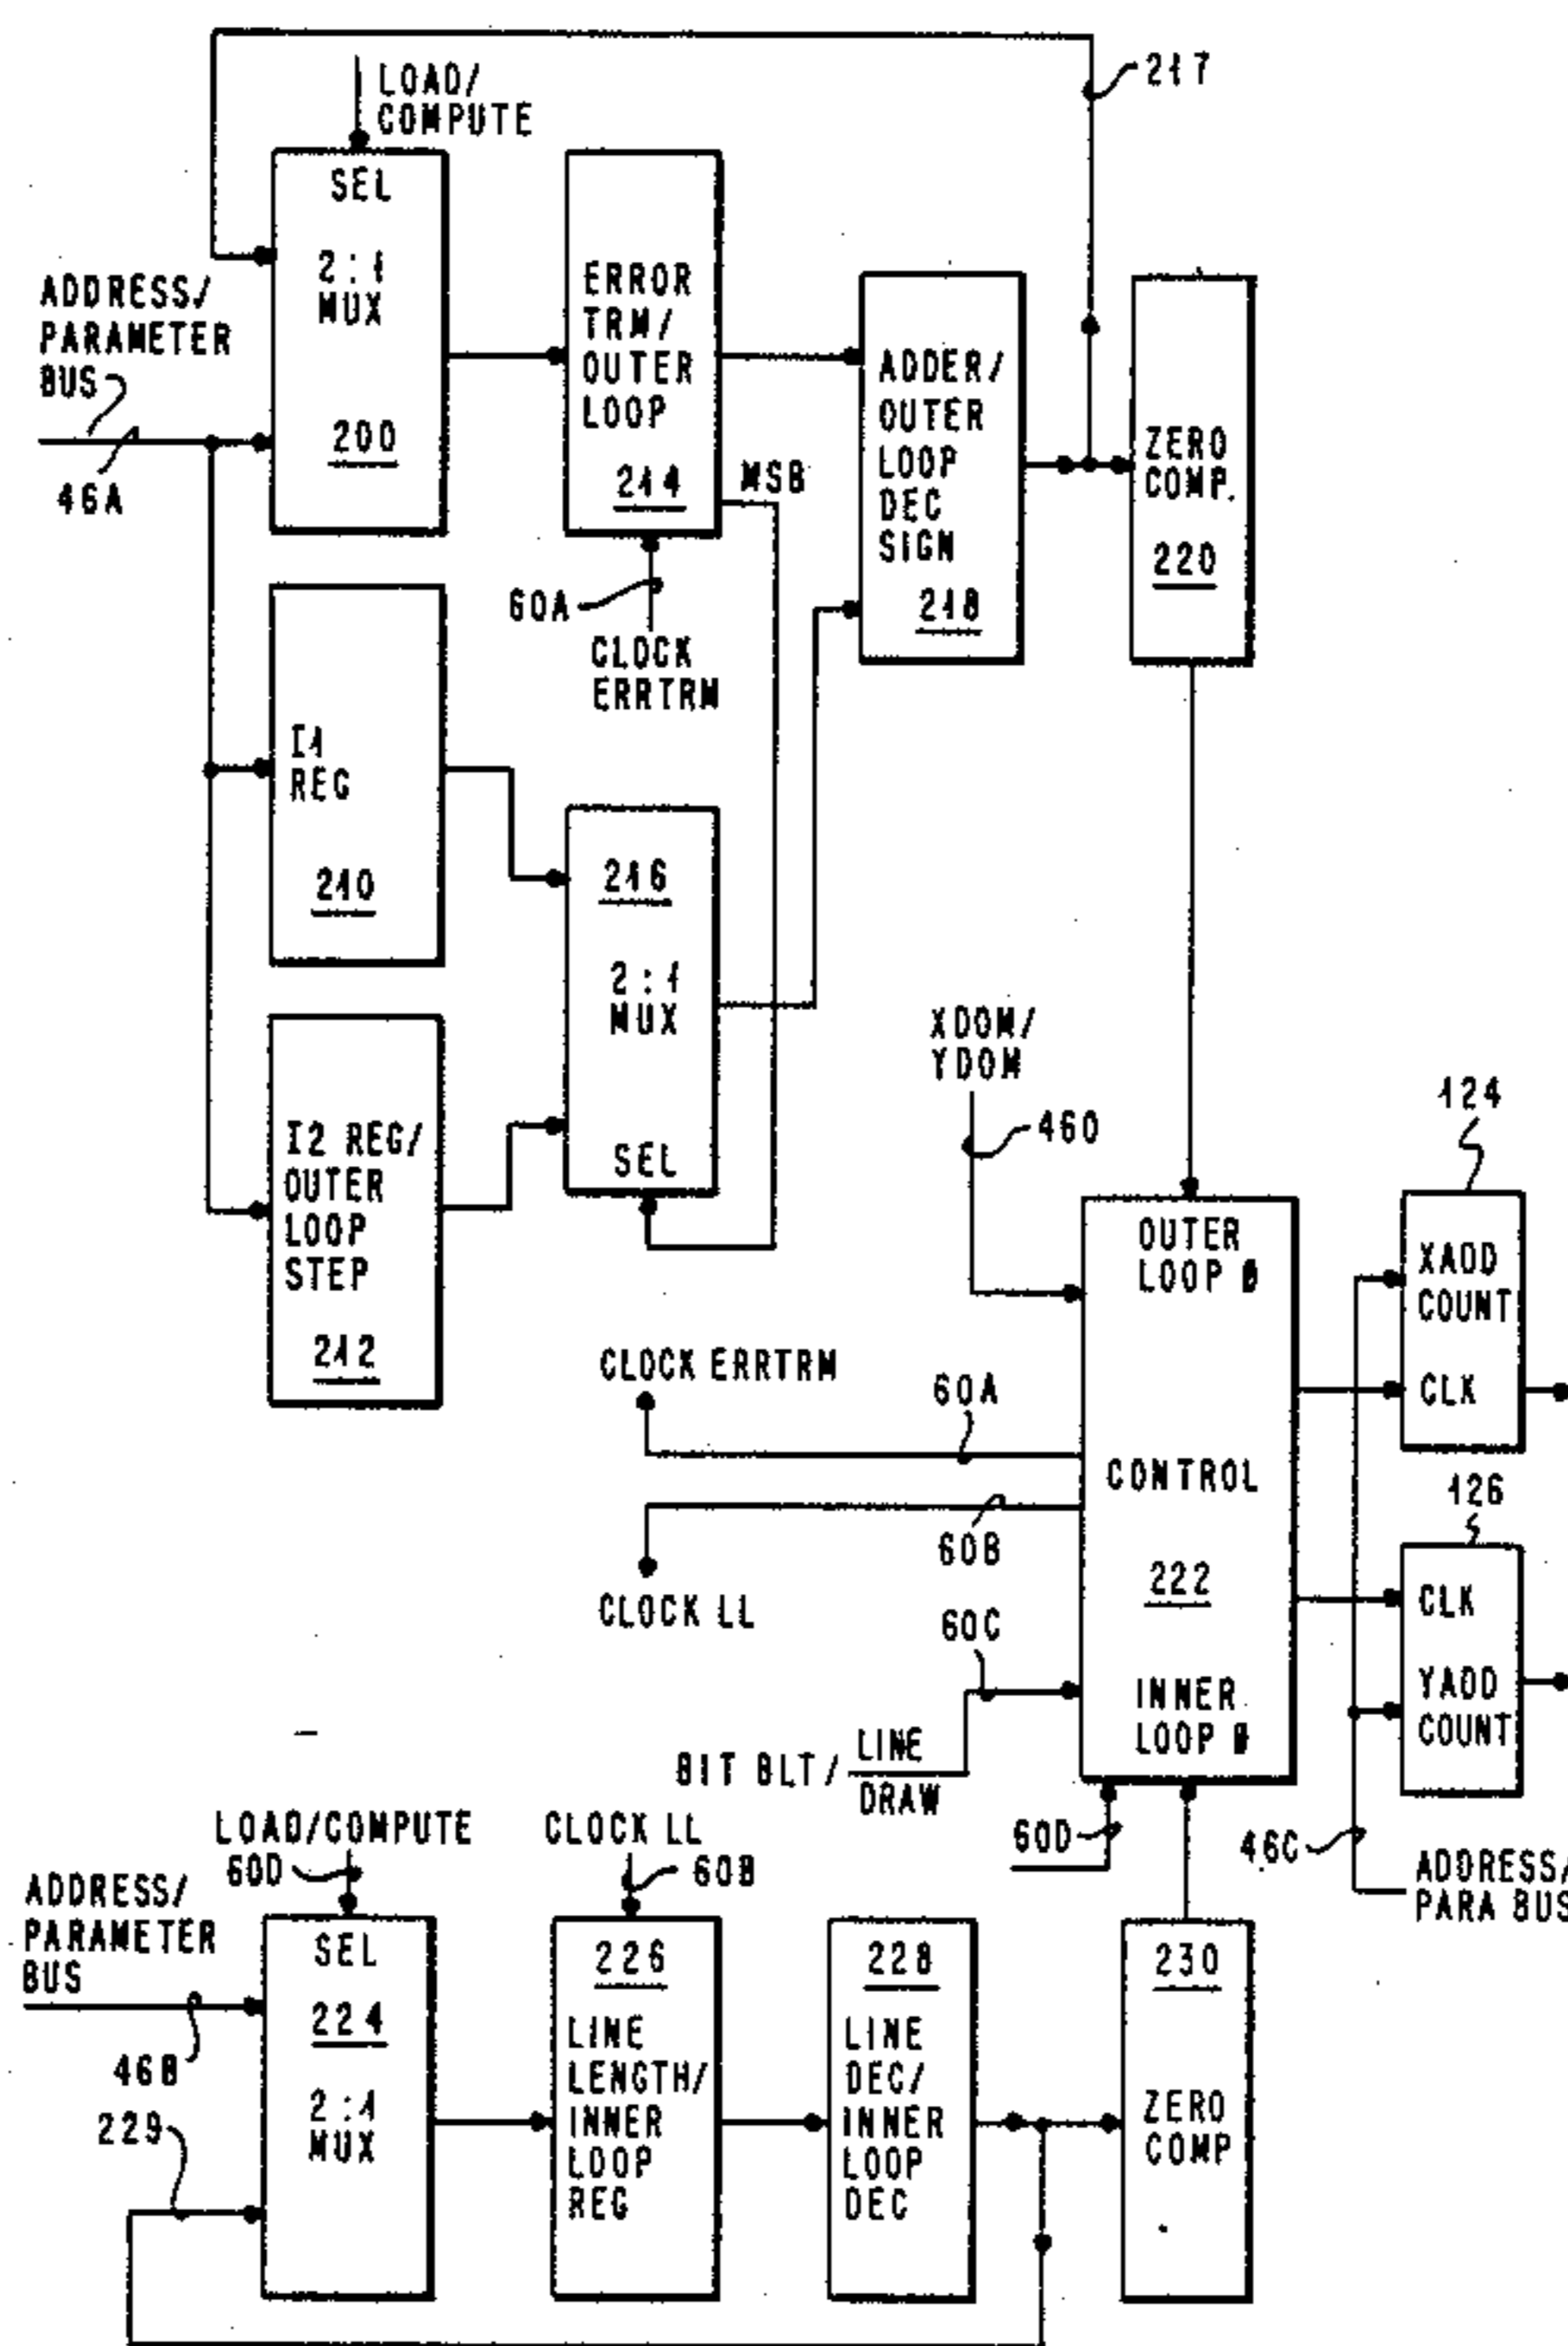 217
LOAD/
COMPUTE
SEL
2:1
MUX
200
ADDRESS/
PARAMETER
BUS
46A
ERROR
TRM/
OUTER
LOOP
214
MSB
60A
CLOCK
ERRTRM
ADDER/
OUTER
LOOP
DEC
SIGN
218
ZERO
COMP.
220
I1
REG
210
216
2:1
MUX
SEL
I2 REG/
OUTER
LOOP
STEP
212
XDOM/
YDOM
160
124
OUTER
LOOP 0
XADD
COUNT
CLK
CLOCK ERRTRM
60A
CONTROL
126
60B
222
CLK
CLOCK LL
60C
INNER
LOOP 0
YADD
COUNT
BIT BLT/ LINE
DRAW
60D
46C
ADDRESS/
PARA BUS
LOAD/COMPUTE
60D
CLOCK LL
60B
ADDRESS/
PARAMETER
BUS
46B
229
SEL
224
2:1
MUX
226
LINE
LENGTH/
INNER
LOOP
REG
228
LINE
DEC/
INNER
LOOP
DEC
230
ZERO
COMP